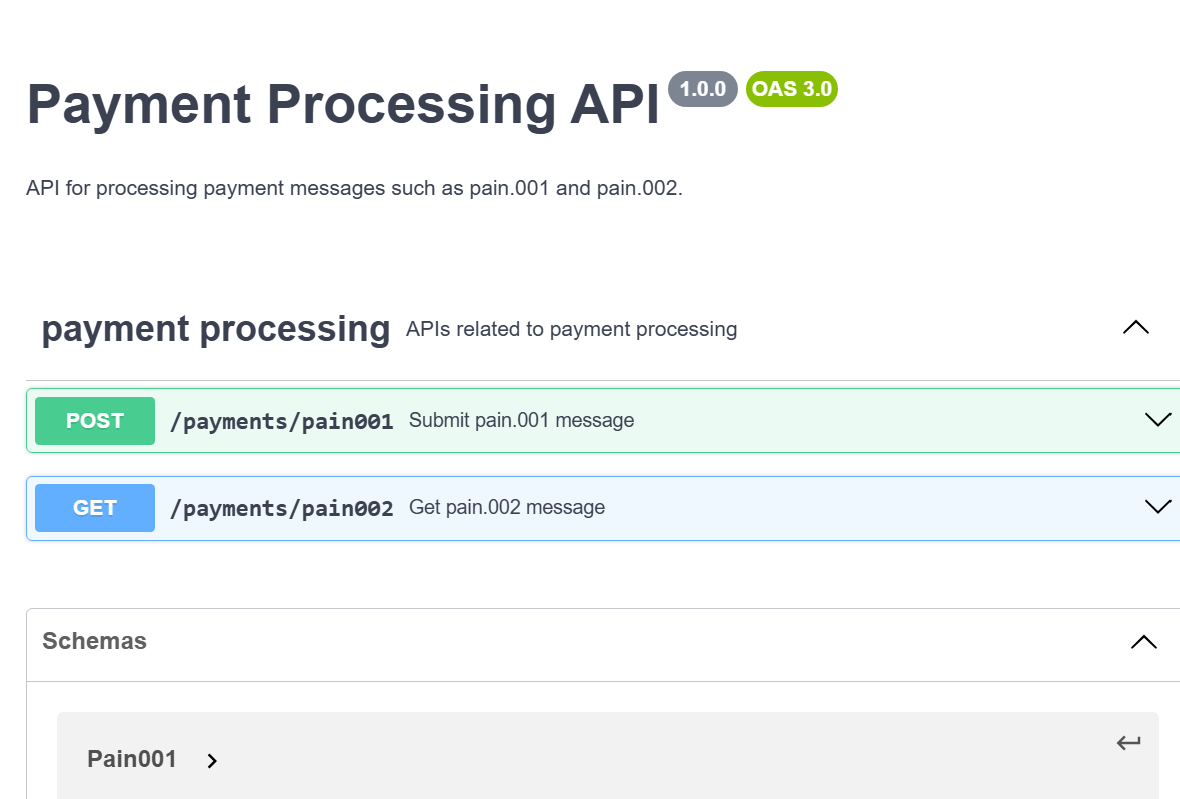 Payment Processing API 1.0.0 OAS 3.0
API for processing payment messages such as pain.001 and pain.002.
payment processing APIs related to payment processing
POST /payments/pain001 Submit pain.001 message
GET /payments/pain002 Get pain.002 message
Schemas
Pain001